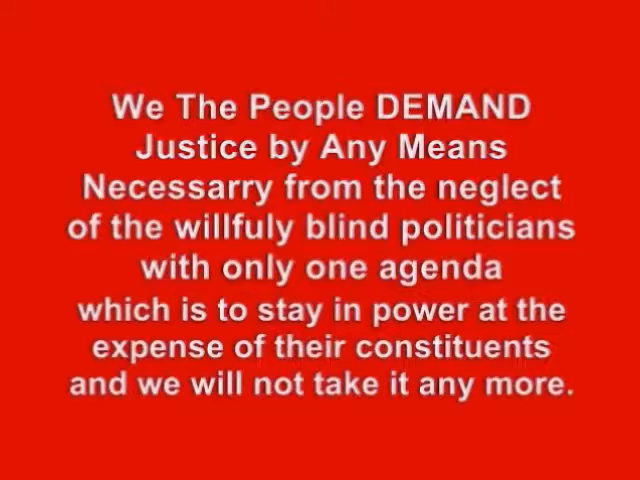 We The People DEMAND
Justice by Any Means
Necessarry from the neglect
of the willfuly blind politicians
with only one agenda
which is to stay in power at the
expense of their constituents
and we will not take it any more.